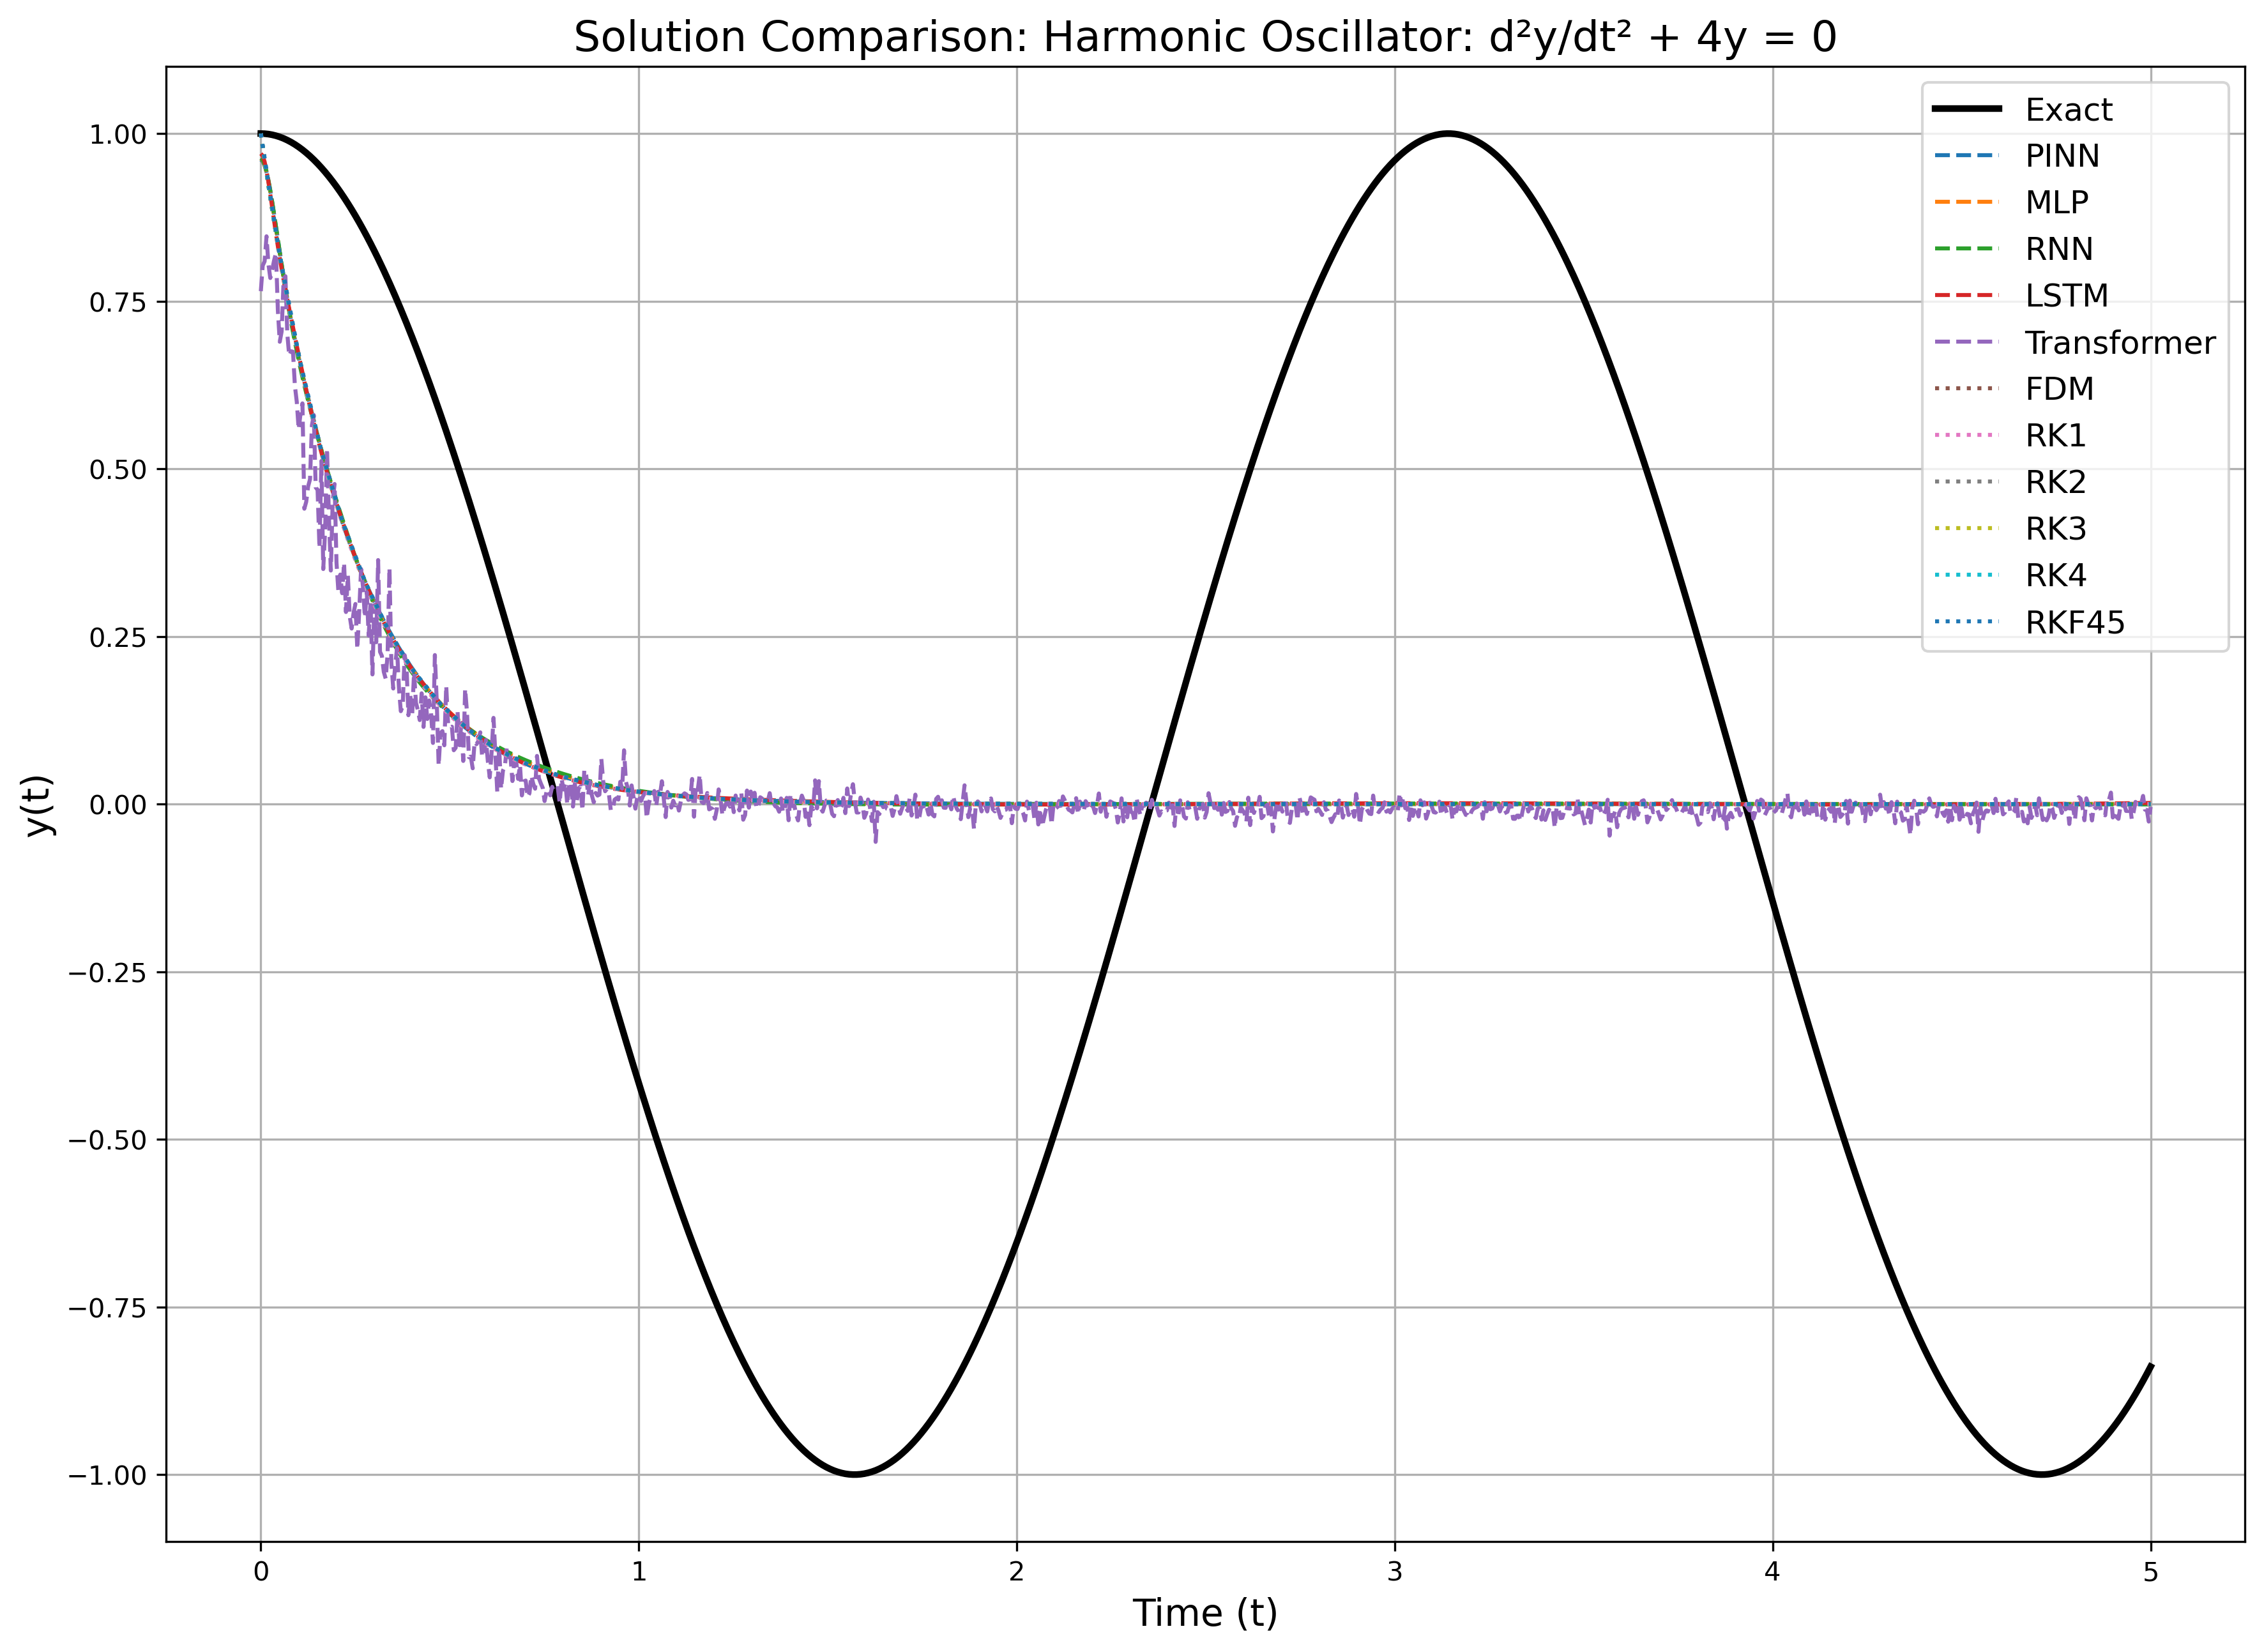 Solution Comparison: Harmonic Oscillator: d²y/dt² + 4y = 0
Exact
PINN
MLP
RNN
LSTM
Transformer
FDM
RK1
RK2
RK3
RK4
RKF45
y(t)
1.00
0.75
0.50
0.25
0.00
−0.25
−0.50
−0.75
−1.00
0 1 2 3 4 5
Time (t)